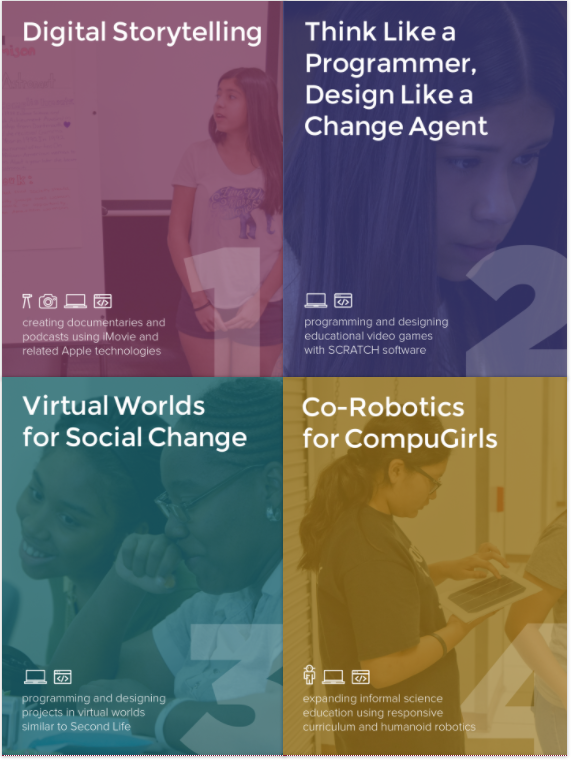 Digital Storytelling
1
creating documentaries and
podcasts using iMovie and
related Apple technologies
Think Like a
Programmer,
Design Like a
Change Agent
2
programming and designing
educational video games
with SCRATCH software
Virtual Worlds
for Social Change
3
programming and designing
projects in virtual worlds
similar to Second Life
Co-Robotics
for CompuGirls
4
expanding informal science
education using responsive
curriculum and humanoid robotics